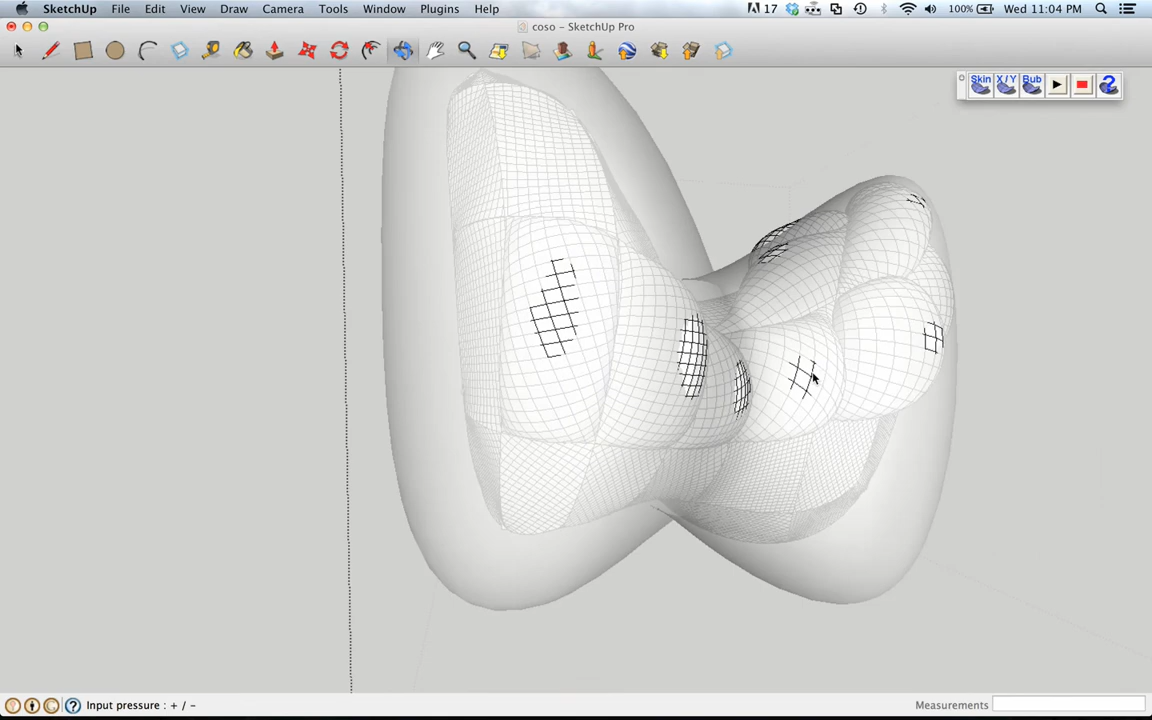 SketchUp File Edit View Draw Camera Tools Window Plugins Help 17 100% Wed 11:04 PM
coso – SketchUp Pro
Skin X / Y Bub ?
? Input pressure : + / - Measurements